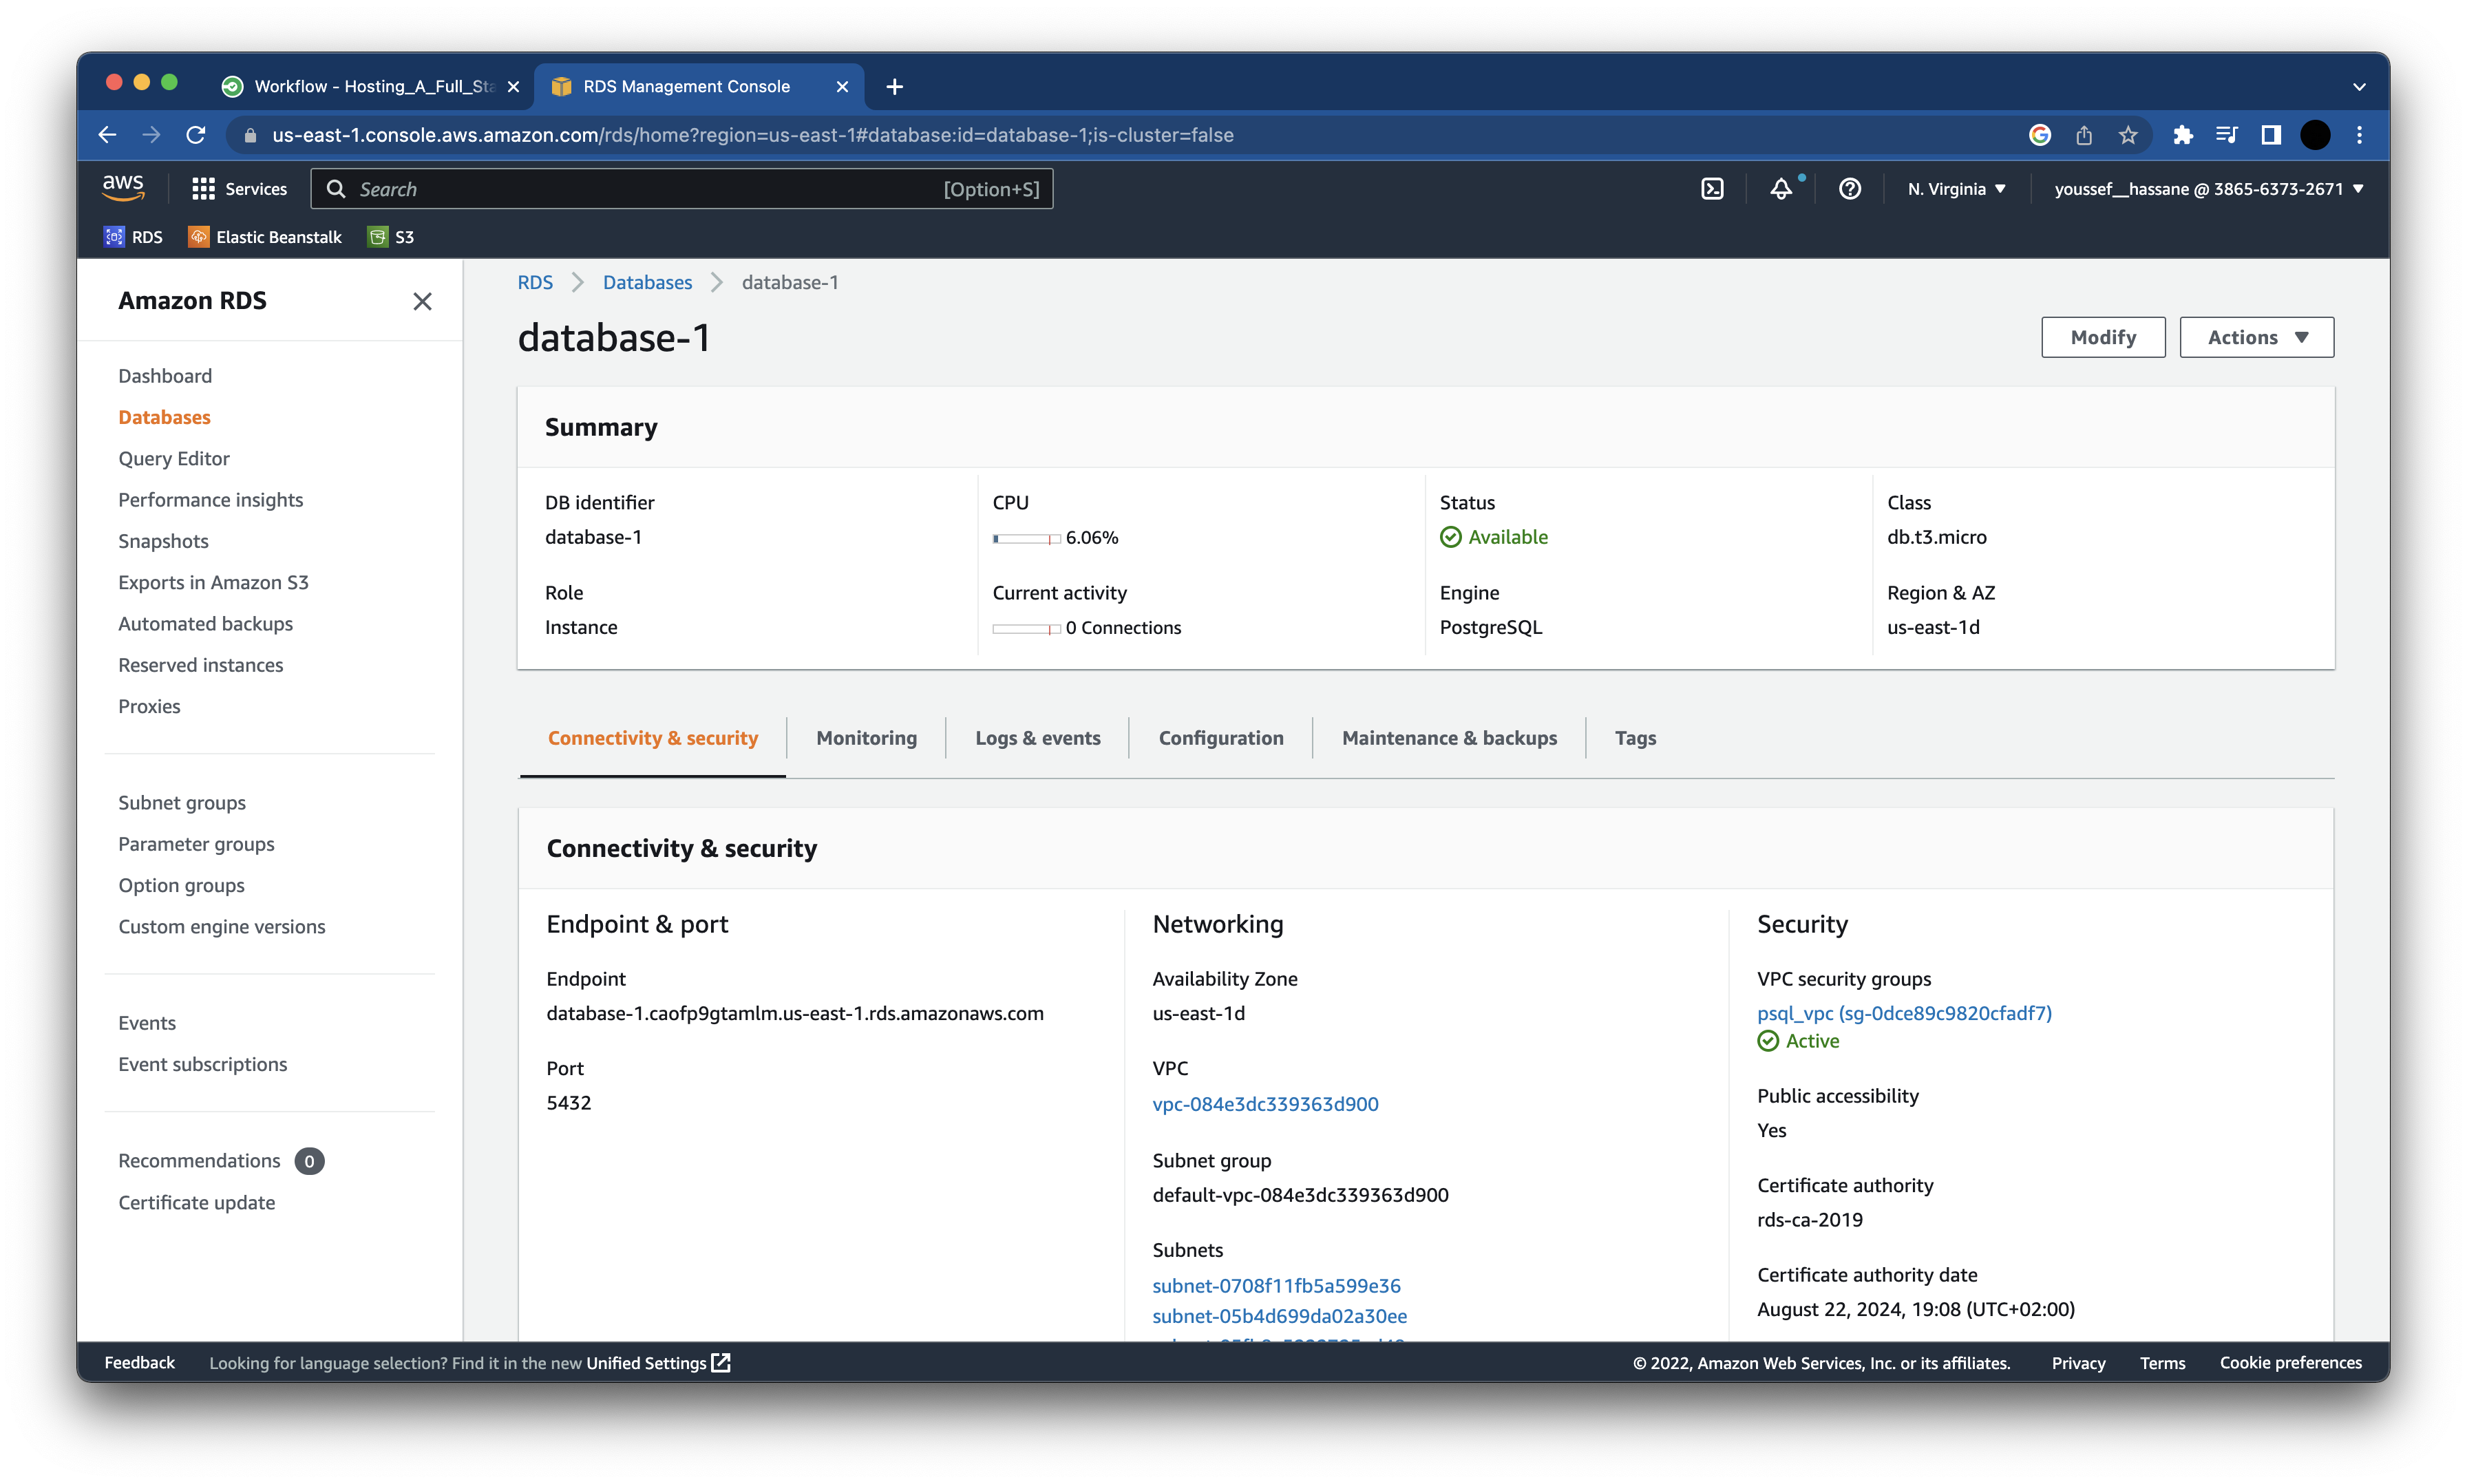 Workflow - Hosting_A_Full_Sta
RDS Management Console
us-east-1.console.aws.amazon.com/rds/home?region=us-east-1#database:id=database-1;is-cluster=false
aws
Services
Search
[Option+S]
N. Virginia
youssef__hassane @ 3865-6373-2671
RDS
Elastic Beanstalk
S3
Amazon RDS
Dashboard
Databases
Query Editor
Performance insights
Snapshots
Exports in Amazon S3
Automated backups
Reserved instances
Proxies
Subnet groups
Parameter groups
Option groups
Custom engine versions
Events
Event subscriptions
Recommendations 0
Certificate update
RDS
Databases
database-1
database-1
Modify
Actions
Summary
DB identifier
database-1
CPU
6.06%
Status
Available
Class
db.t3.micro
Role
Instance
Current activity
0 Connections
Engine
PostgreSQL
Region & AZ
us-east-1d
Connectivity & security
Monitoring
Logs & events
Configuration
Maintenance & backups
Tags
Connectivity & security
Endpoint & port
Endpoint
database-1.caofp9gtamlm.us-east-1.rds.amazonaws.com
Port
5432
Networking
Availability Zone
us-east-1d
VPC
vpc-084e3dc339363d900
Subnet group
default-vpc-084e3dc339363d900
Subnets
subnet-0708f11fb5a599e36
subnet-05b4d699da02a30ee
Security
VPC security groups
psql_vpc (sg-0dce89c9820cfadf7)
Active
Public accessibility
Yes
Certificate authority
rds-ca-2019
Certificate authority date
August 22, 2024, 19:08 (UTC+02:00)
Feedback
Looking for language selection? Find it in the new Unified Settings
© 2022, Amazon Web Services, Inc. or its affiliates.
Privacy
Terms
Cookie preferences